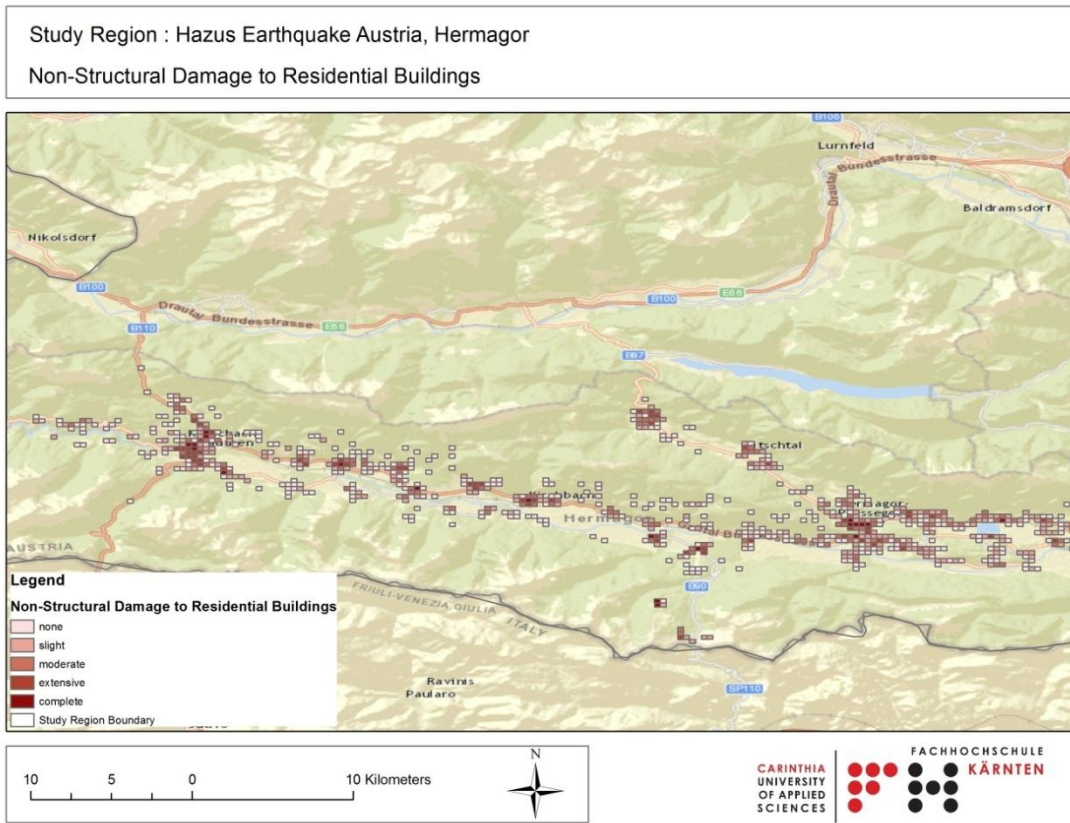 Study Region : Hazus Earthquake Austria, Hermagor
Non-Structural Damage to Residential Buildings
B106
Lurnfeld
Drautal Bundesstrasse
Baldramsdorf
Nikolsdorf
B100
Drautal Bundesstrasse
E66
B100
E66
B110
B87
Hermagor
B90
AUSTRIA
FRIULI-VENEZIA GIULIA
ITALY
Ravinis
Paularo
SP110
Legend
Non-Structural Damage to Residential Buildings
none
slight
moderate
extensive
complete
Study Region Boundary
10 5 0 10 Kilometers
N
CARINTHIA
UNIVERSITY
OF APPLIED
SCIENCES
FACHHOCHSCHULE
KÄRNTEN